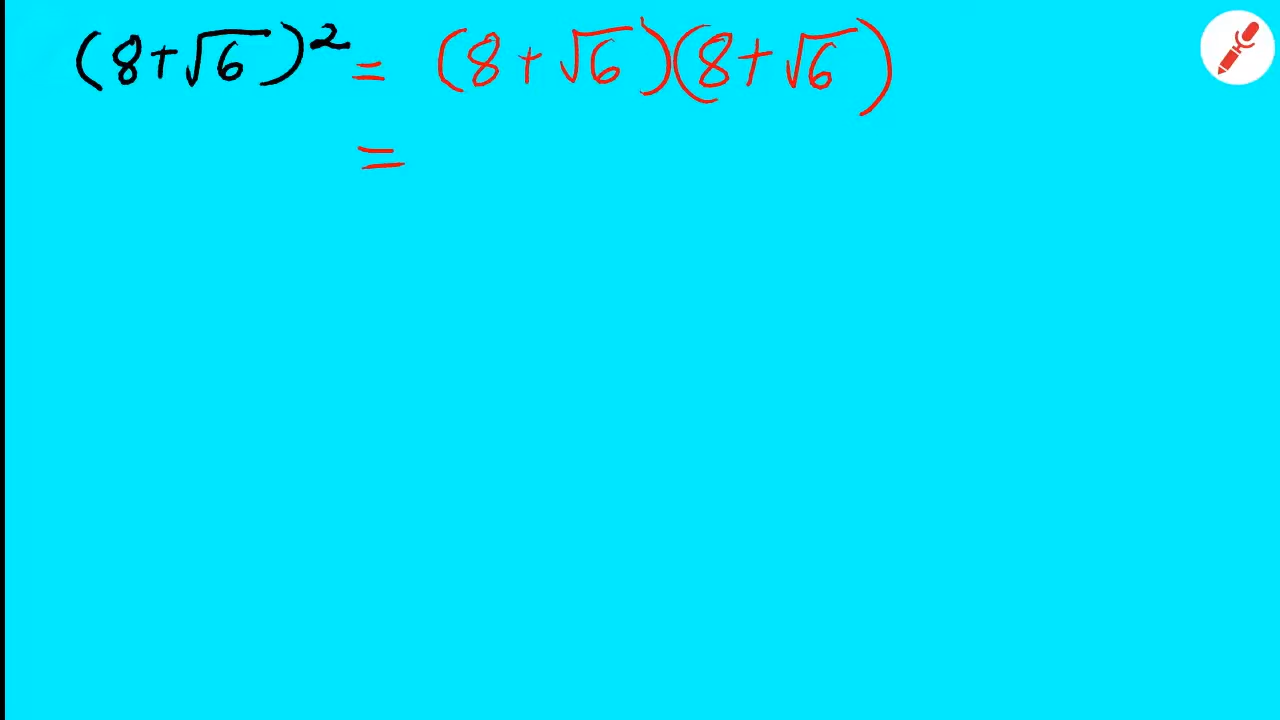 (8+√6)² = (8+√6)(8+√6)
=